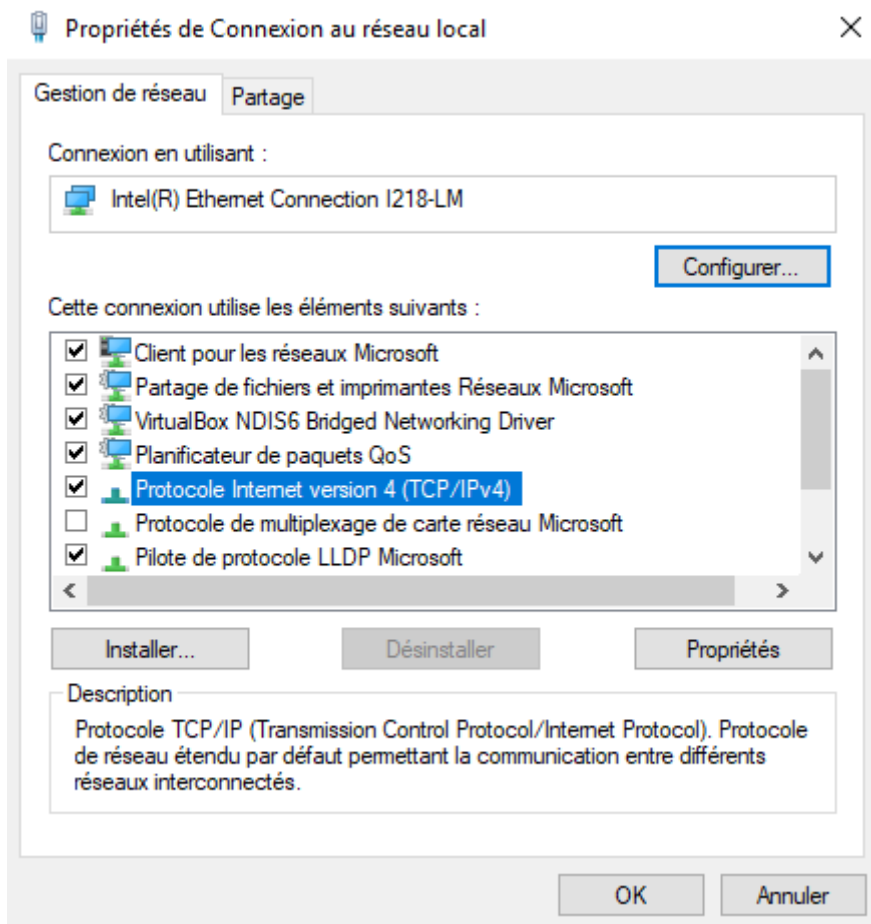 Propriétés de Connexion au réseau local
Gestion de réseau
Partage
Connexion en utilisant :
Intel(R) Ethernet Connection I218-LM
Configurer...
Cette connexion utilise les éléments suivants :
Client pour les réseaux Microsoft
Partage de fichiers et imprimantes Réseaux Microsoft
VirtualBox NDIS6 Bridged Networking Driver
Planificateur de paquets QoS
Protocole Internet version 4 (TCP/IPv4)
Protocole de multiplexage de carte réseau Microsoft
Pilote de protocole LLDP Microsoft
Installer...
Désinstaller
Propriétés
Description
Protocole TCP/IP (Transmission Control Protocol/Internet Protocol). Protocole
de réseau étendu par défaut permettant la communication entre différents
réseaux interconnectés.
OK
Annuler